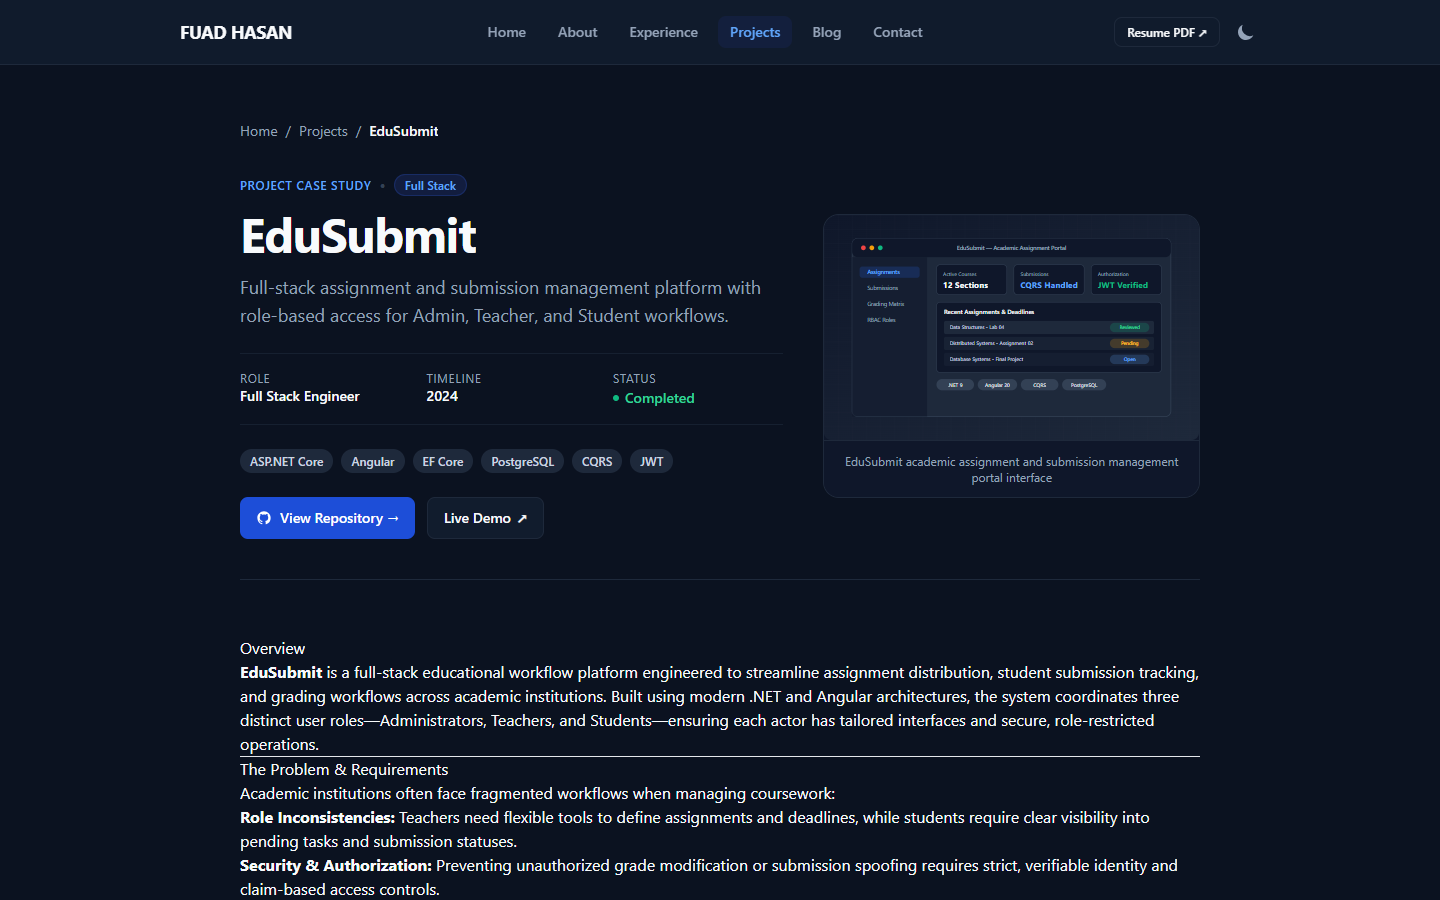 FUAD HASAN
Home
About
Experience
Projects
Blog
Contact
Resume PDF ↗
Home / Projects / EduSubmit
PROJECT CASE STUDY • Full Stack
EduSubmit
Full-stack assignment and submission management platform with
role-based access for Admin, Teacher, and Student workflows.
ROLE
Full Stack Engineer
TIMELINE
2024
STATUS
Completed
ASP.NET Core
Angular
EF Core
PostgreSQL
CQRS
JWT
View Repository →
Live Demo ↗
EduSubmit — Academic Assignment Portal
Assignments
Submissions
Grading Matrix
RBAC Roles
Active Courses
12 Sections
Submissions
CQRS Handled
Authorization
JWT Verified
Recent Assignments & Deadlines
Data Structures - Lab 04
Reviewed
Distributed Systems - Assignment 02
Pending
Database Systems - Final Project
Open
.NET 9
Angular 20
CQRS
PostgreSQL
EduSubmit academic assignment and submission management
portal interface
Overview
EduSubmit is a full-stack educational workflow platform engineered to streamline assignment distribution, student submission tracking,
and grading workflows across academic institutions. Built using modern .NET and Angular architectures, the system coordinates three
distinct user roles—Administrators, Teachers, and Students—ensuring each actor has tailored interfaces and secure, role-restricted
operations.
The Problem & Requirements
Academic institutions often face fragmented workflows when managing coursework:
Role Inconsistencies: Teachers need flexible tools to define assignments and deadlines, while students require clear visibility into
pending tasks and submission statuses.
Security & Authorization: Preventing unauthorized grade modification or submission spoofing requires strict, verifiable identity and
claim-based access controls.